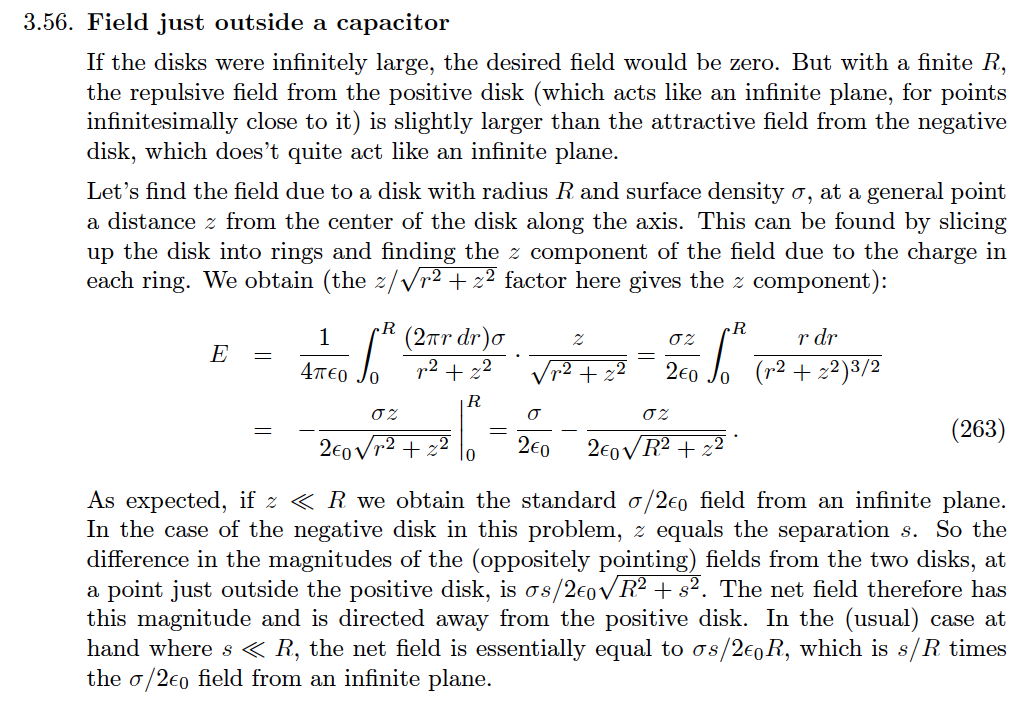 3.56. Field just outside a capacitor
If the disks were infinitely large, the desired field would be zero. But with a finite R,
the repulsive field from the positive disk (which acts like an infinite plane, for points
infinitesimally close to it) is slightly larger than the attractive field from the negative
disk, which does't quite act like an infinite plane.
Let's find the field due to a disk with radius R and surface density σ, at a general point
a distance z from the center of the disk along the axis. This can be found by slicing
up the disk into rings and finding the z component of the field due to the charge in
each ring. We obtain (the z/√(r² + z²) factor here gives the z component):
E = 1/(4πϵ₀) ∫₀ᴿ (2πr dr)σ/(r² + z²) · z/√(r² + z²) = σz/(2ϵ₀) ∫₀ᴿ r dr/(r² + z²)^(3/2)
= − σz/(2ϵ₀√(r² + z²)) |₀ᴿ = σ/(2ϵ₀) − σz/(2ϵ₀√(R² + z²)) . (263)
As expected, if z ≪ R we obtain the standard σ/2ϵ₀ field from an infinite plane.
In the case of the negative disk in this problem, z equals the separation s. So the
difference in the magnitudes of the (oppositely pointing) fields from the two disks, at
a point just outside the positive disk, is σs/2ϵ₀√(R² + s²). The net field therefore has
this magnitude and is directed away from the positive disk. In the (usual) case at
hand where s ≪ R, the net field is essentially equal to σs/2ϵ₀R, which is s/R times
the σ/2ϵ₀ field from an infinite plane.